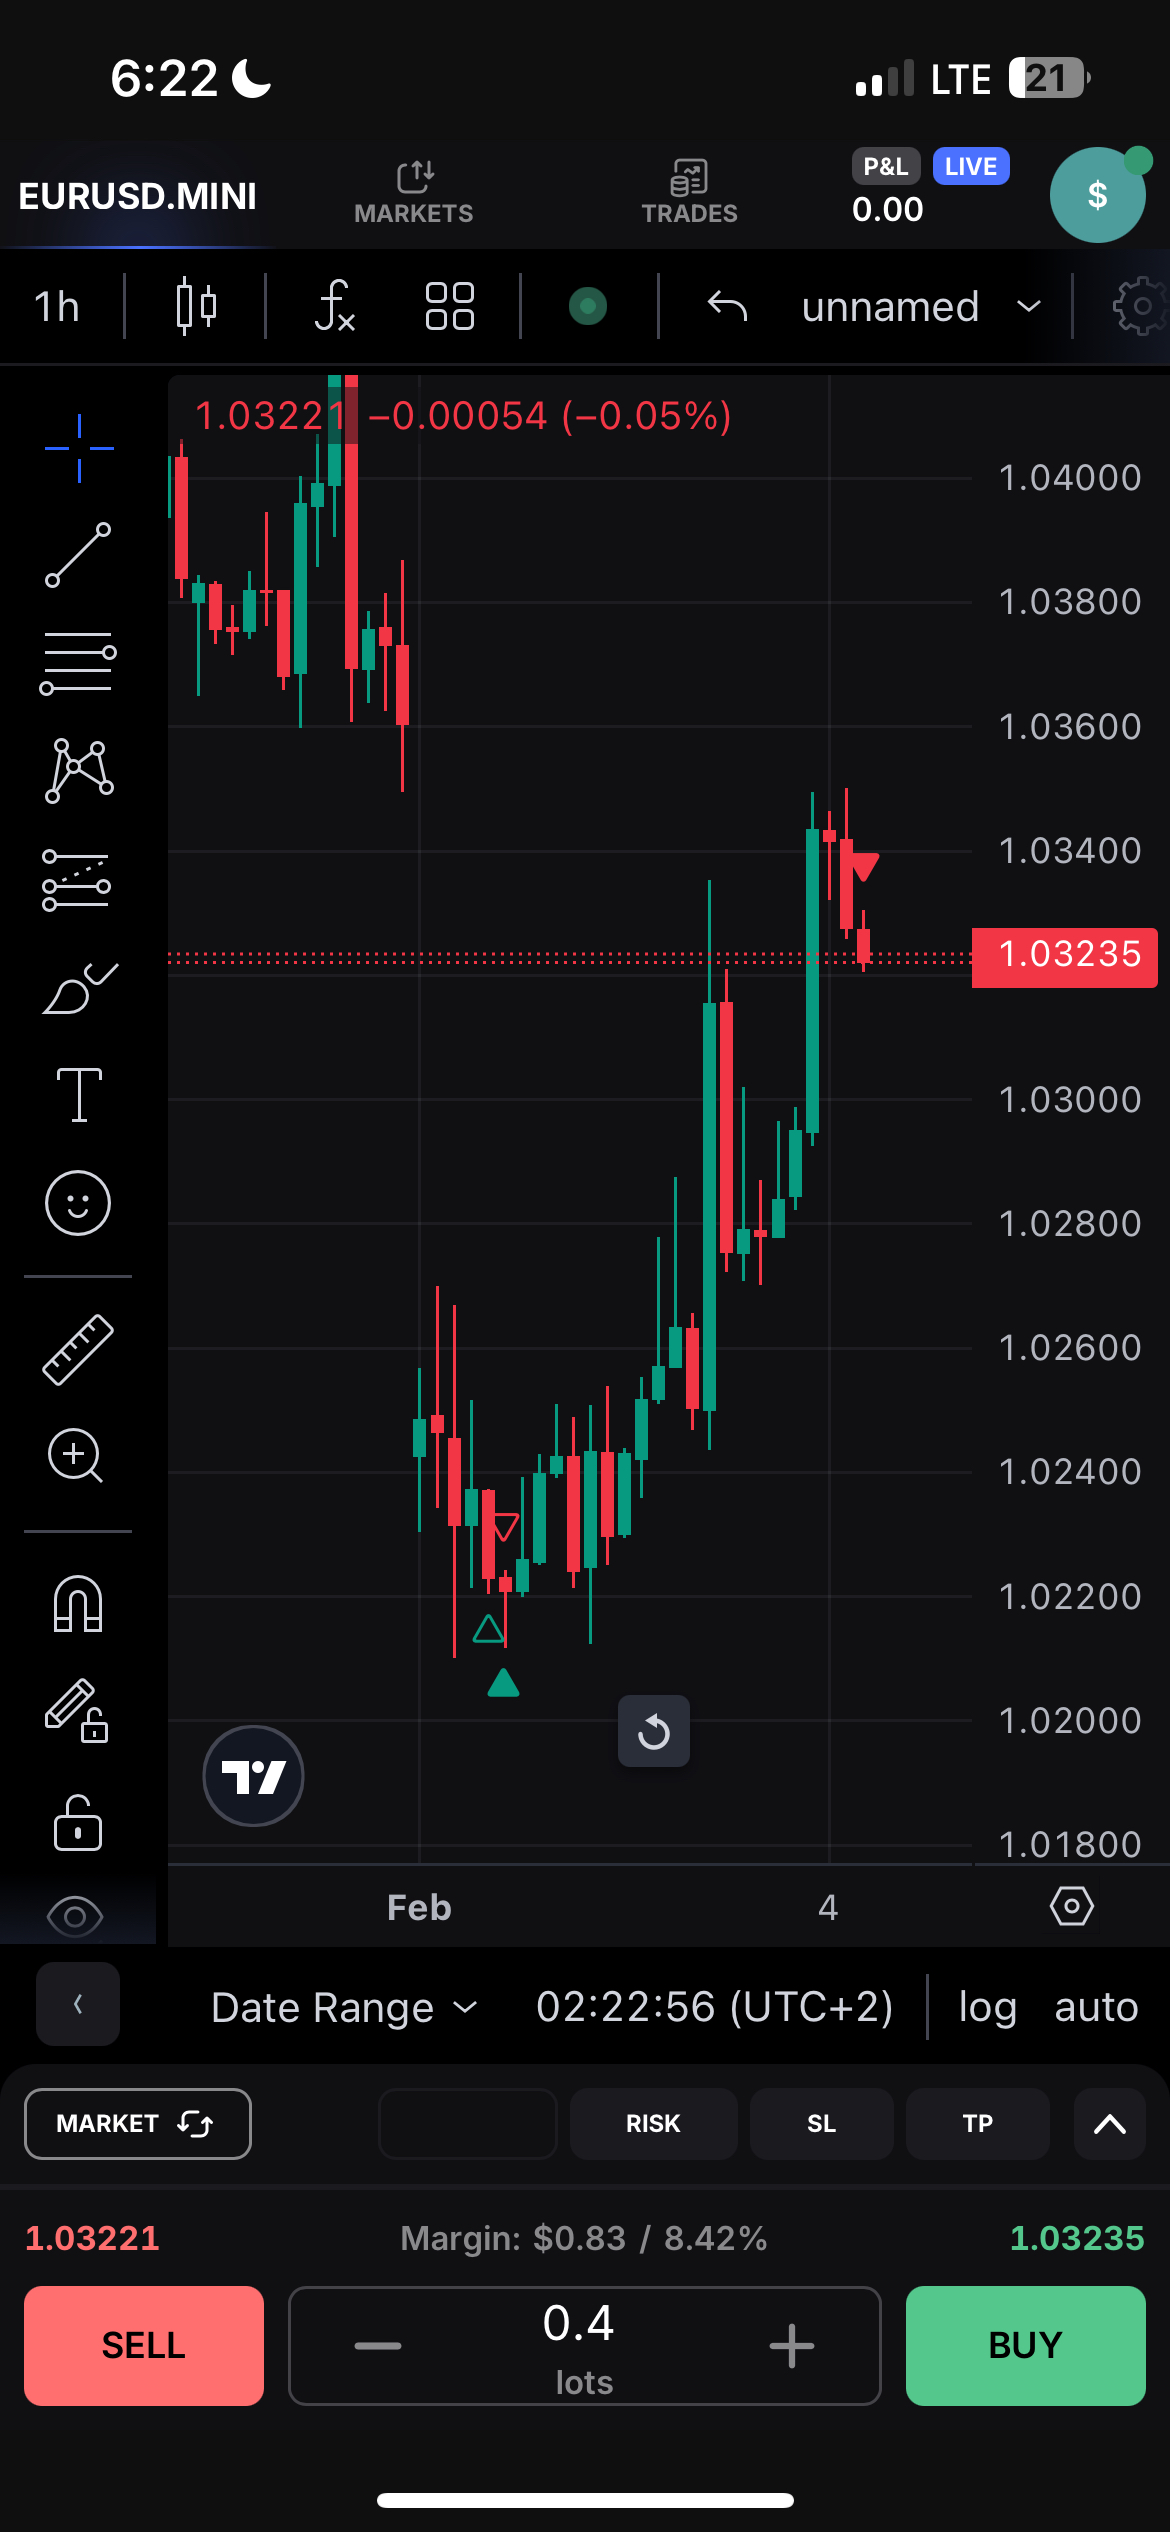 6:22 LTE 21
EURUSD.MINI MARKETS TRADES P&L LIVE 0.00 $
1h unnamed
1.03221 −0.00054 (−0.05%)
1.04000
1.03800
1.03600
1.03400
1.03235
1.03000
1.02800
1.02600
1.02400
1.02200
1.02000
1.01800
Feb 4
Date Range 02:22:56 (UTC+2) log auto
MARKET RISK SL TP
1.03221 Margin: $0.83 / 8.42% 1.03235
SELL 0.4 BUY
lots